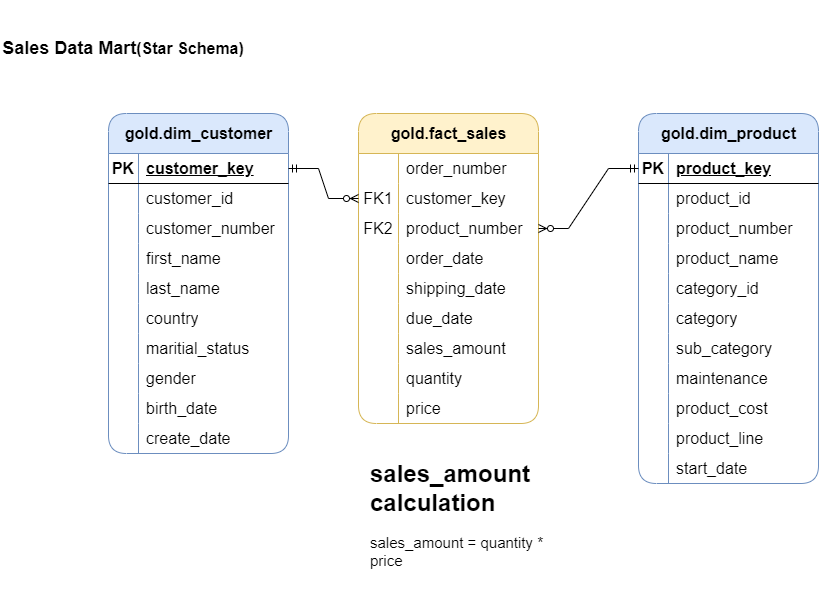 Sales Data Mart(Star Schema)
gold.dim_customer
PK customer_key
customer_id
customer_number
first_name
last_name
country
maritial_status
gender
birth_date
create_date
gold.fact_sales
order_number
FK1 customer_key
FK2 product_number
order_date
shipping_date
due_date
sales_amount
quantity
price
gold.dim_product
PK product_key
product_id
product_number
product_name
category_id
category
sub_category
maintenance
product_cost
product_line
start_date
sales_amount
calculation
sales_amount = quantity *
price